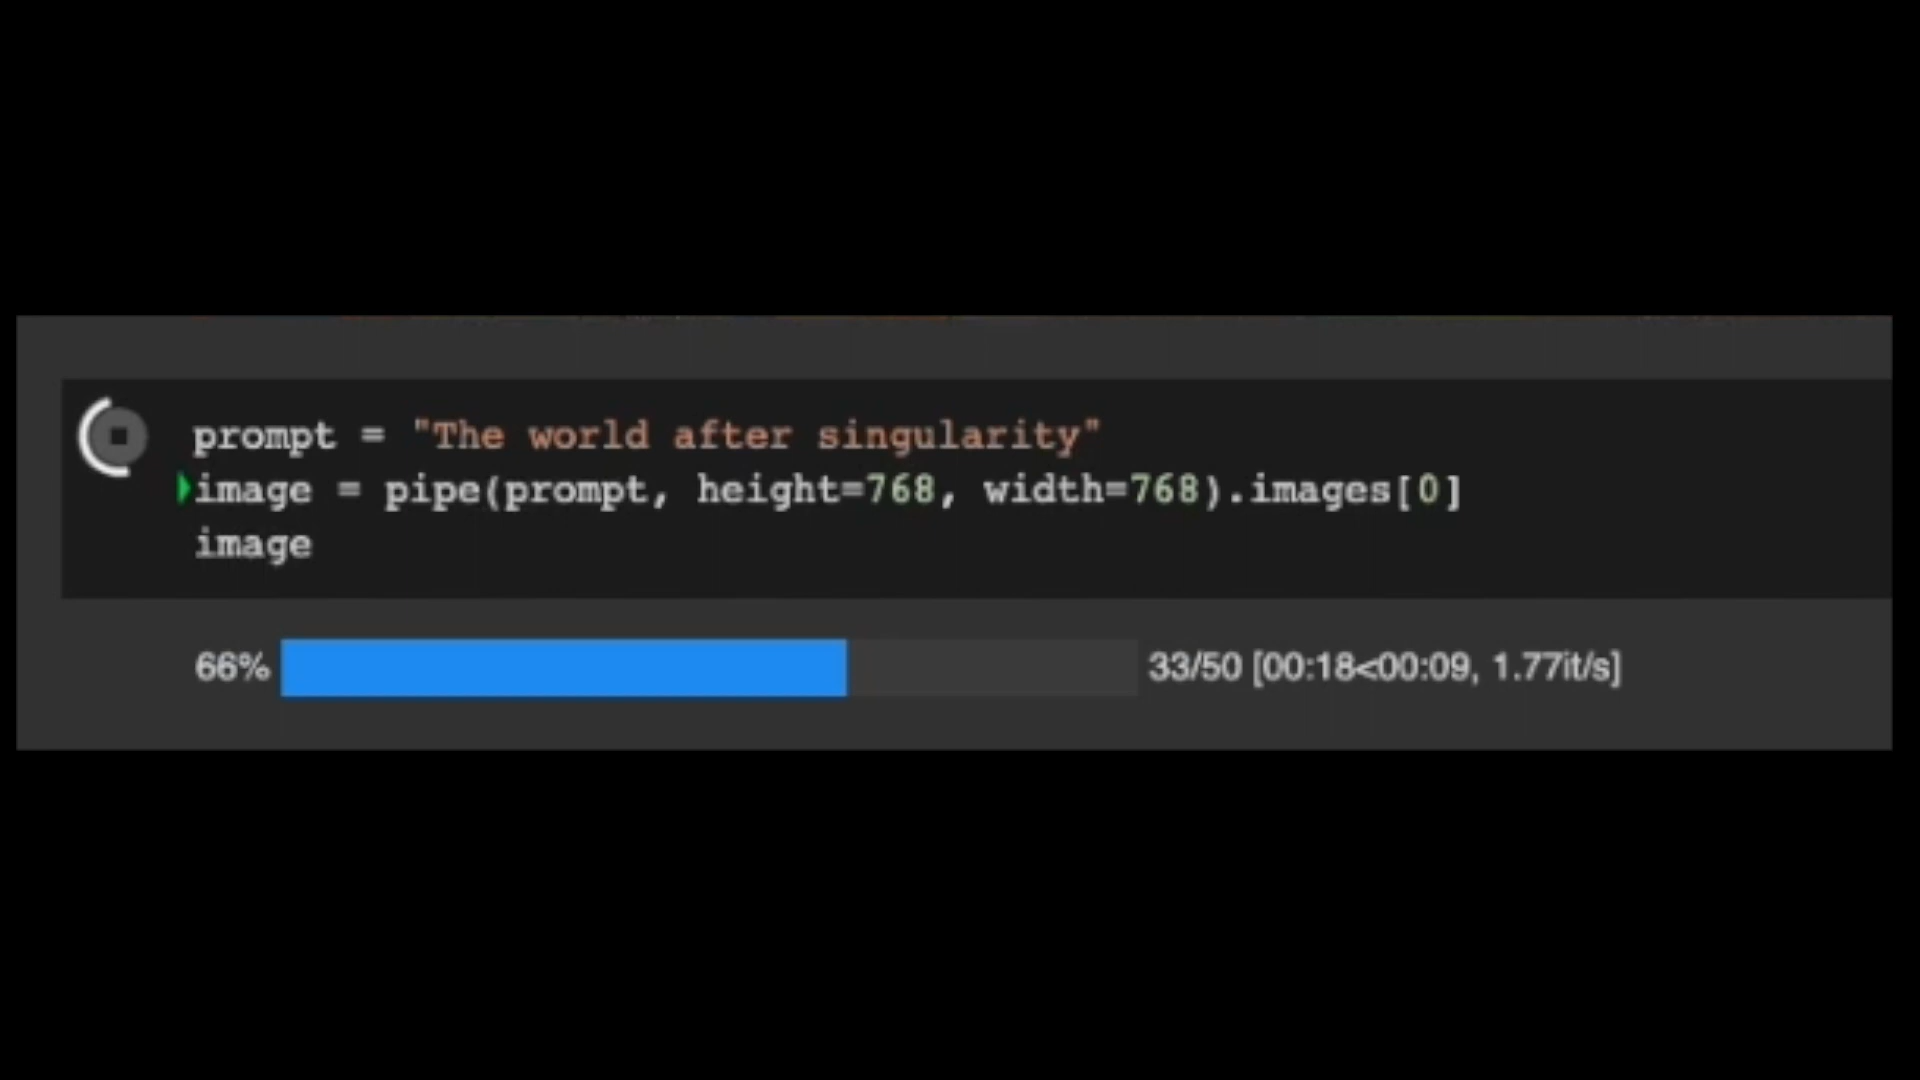 prompt = "The world after singularity"
image = pipe(prompt, height=768, width=768).images[0]
image
66% 33/50 [00:18<00:09, 1.77it/s]